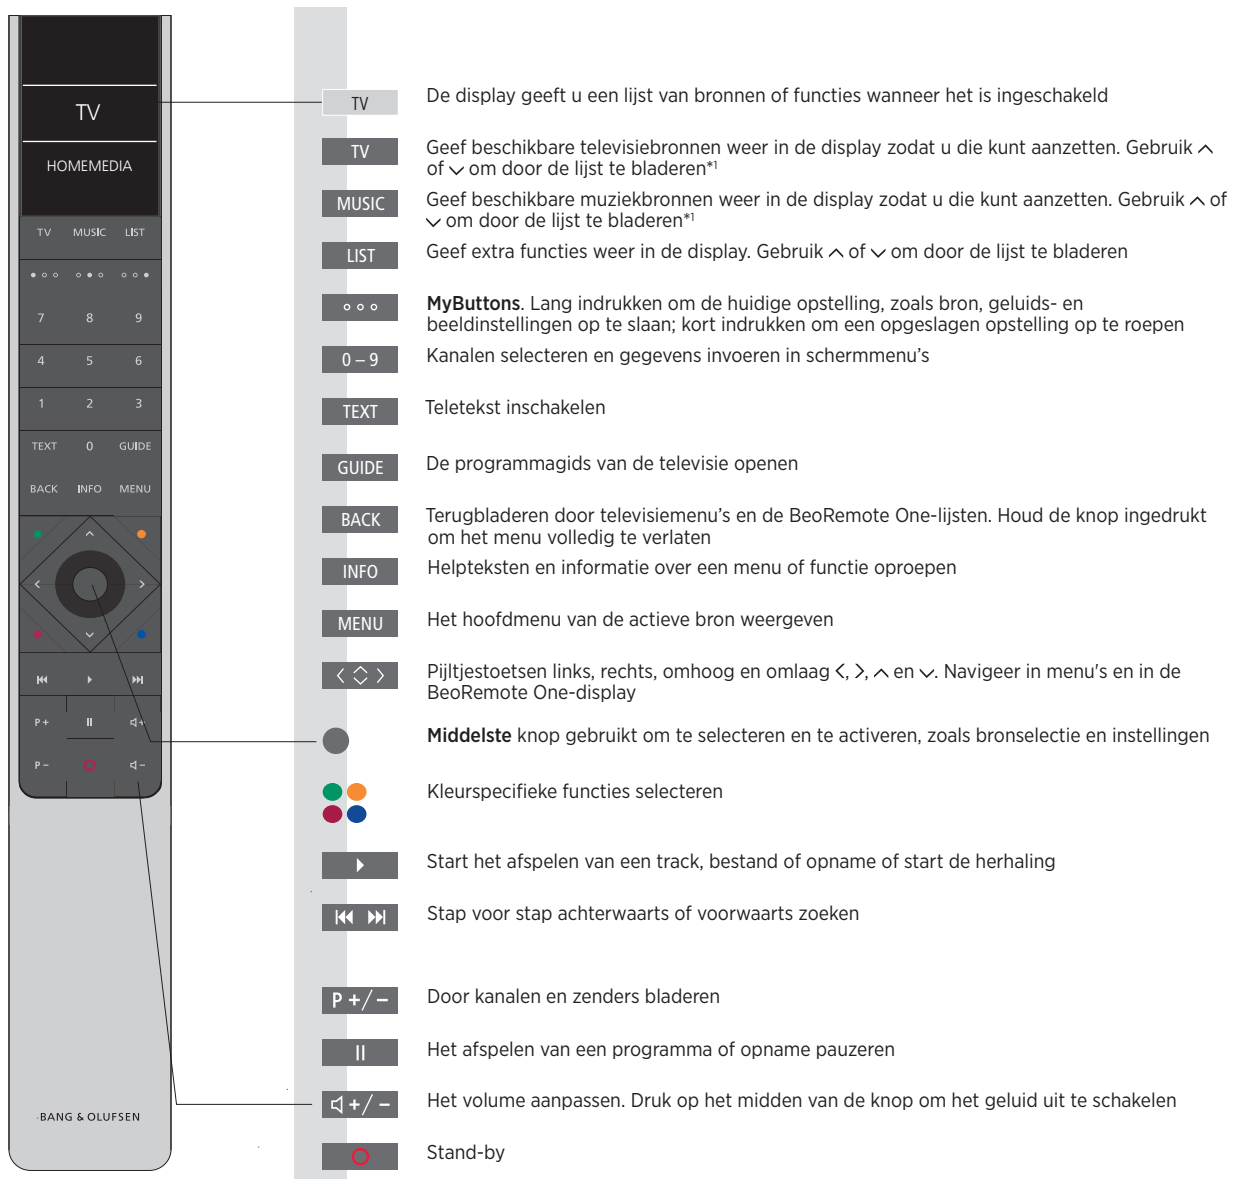 TV
HOMEMEDIA
TV MUSIC LIST
7 8 9
4 5 6
1 2 3
TEXT 0 GUIDE
BACK INFO MENU
P+
P−
BANG & OLUFSEN
TV De display geeft u een lijst van bronnen of functies wanneer het is ingeschakeld
TV Geef beschikbare televisiebronnen weer in de display zodat u die kunt aanzetten. Gebruik ︿
of ﹀ om door de lijst te bladeren*1
MUSIC Geef beschikbare muziekbronnen weer in de display zodat u die kunt aanzetten. Gebruik ︿ of
﹀ om door de lijst te bladeren*1
LIST Geef extra functies weer in de display. Gebruik ︿ of ﹀ om door de lijst te bladeren
MyButtons. Lang indrukken om de huidige opstelling, zoals bron, geluids- en
beeldinstellingen op te slaan; kort indrukken om een opgeslagen opstelling op te roepen
0 – 9 Kanalen selecteren en gegevens invoeren in schermmenu’s
TEXT Teletekst inschakelen
GUIDE De programmagids van de televisie openen
BACK Terugbladeren door televisiemenu’s en de BeoRemote One-lijsten. Houd de knop ingedrukt
om het menu volledig te verlaten
INFO Helpteksten en informatie over een menu of functie oproepen
MENU Het hoofdmenu van de actieve bron weergeven
Pijltjestoetsen links, rechts, omhoog en omlaag ‹, ›, ︿ en ﹀. Navigeer in menu's en in de
BeoRemote One-display
Middelste knop gebruikt om te selecteren en te activeren, zoals bronselectie en instellingen
Kleurspecifieke functies selecteren
Start het afspelen van een track, bestand of opname of start de herhaling
Stap voor stap achterwaarts of voorwaarts zoeken
P +/− Door kanalen en zenders bladeren
Het afspelen van een programma of opname pauzeren
+/− Het volume aanpassen. Druk op het midden van de knop om het geluid uit te schakelen
Stand-by